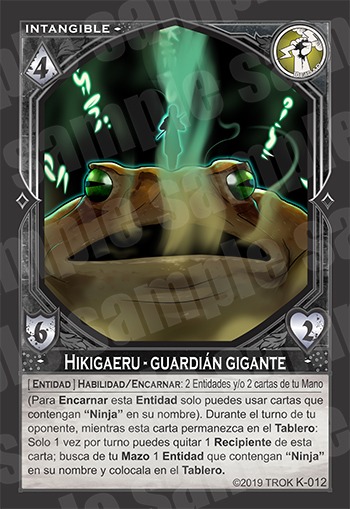 INTANGIBLE
4
6
2
HIKIGAERU - GUARDIÁN GIGANTE
[ ENTIDAD ] HABILIDAD/ENCARNAR: 2 Entidades y/o 2 cartas de tu Mano
(Para Encarnar esta Entidad solo puedes usar cartas que
contengan “Ninja” en su nombre). Durante el turno de tu
oponente, mientras esta carta permanezca en el Tablero:
Solo 1 vez por turno puedes quitar 1 Recipiente de esta
carta; busca de tu Mazo 1 Entidad que contengan “Ninja”
en su nombre y colocala en el Tablero.
©2019 TROK K-012
sample sample sample